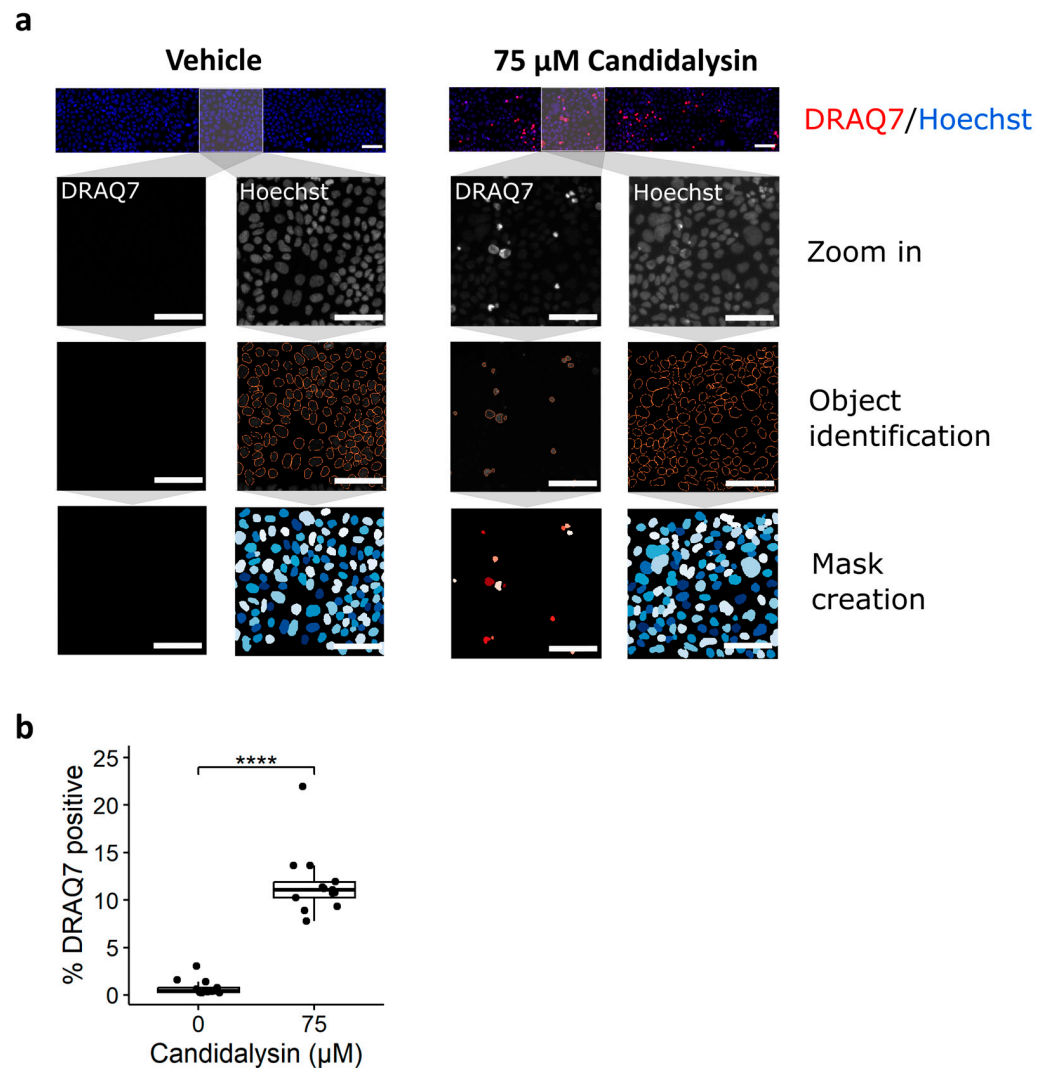 a
Vehicle
75 µM Candidalysin
DRAQ7/Hoechst
DRAQ7
Hoechst
DRAQ7
Hoechst
Zoom in
Object
identification
Mask
creation
b
% DRAQ7 positive
25
20
15
10
5
0
****
0
75
Candidalysin (µM)